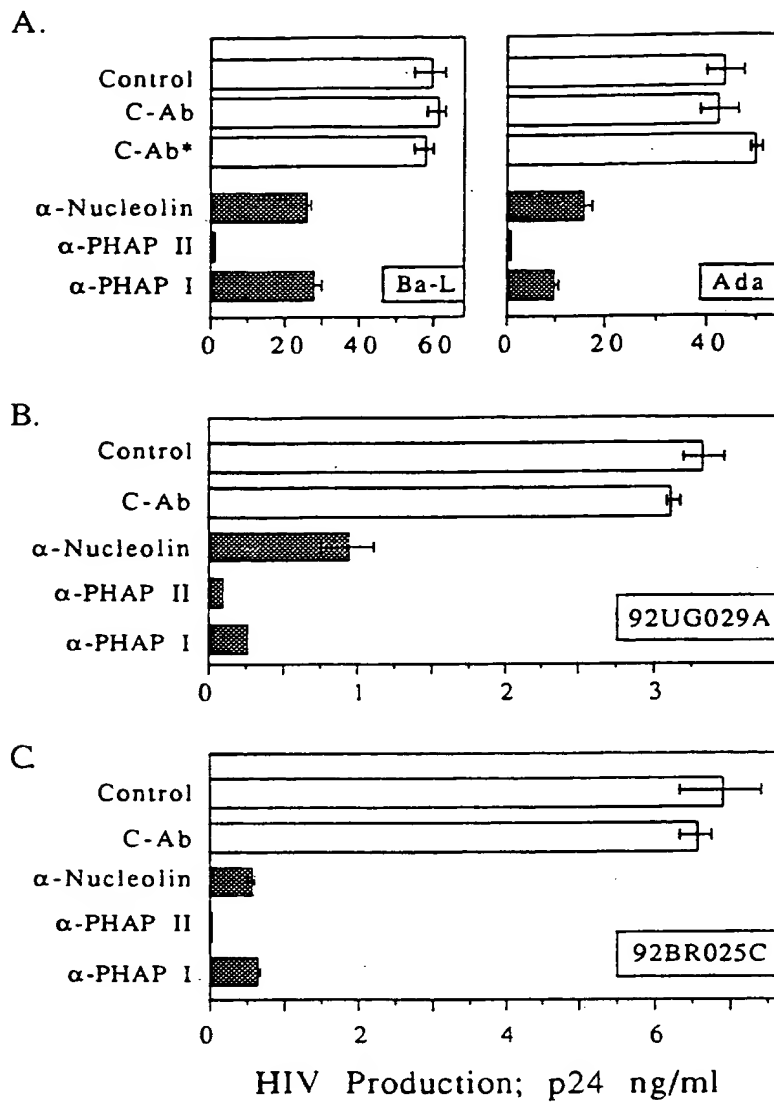 A.
Control
C-Ab
C-Ab*
α-Nucleolin
α-PHAP II
α-PHAP I
Ba-L
Ada
0 20 40 60
0 20 40
B.
Control
C-Ab
α-Nucleolin
α-PHAP II
α-PHAP I
92UG029A
0 1 2 3
C
Control
C-Ab
α-Nucleolin
α-PHAP II
α-PHAP I
92BR025C
0 2 4 6
HIV Production; p24 ng/ml